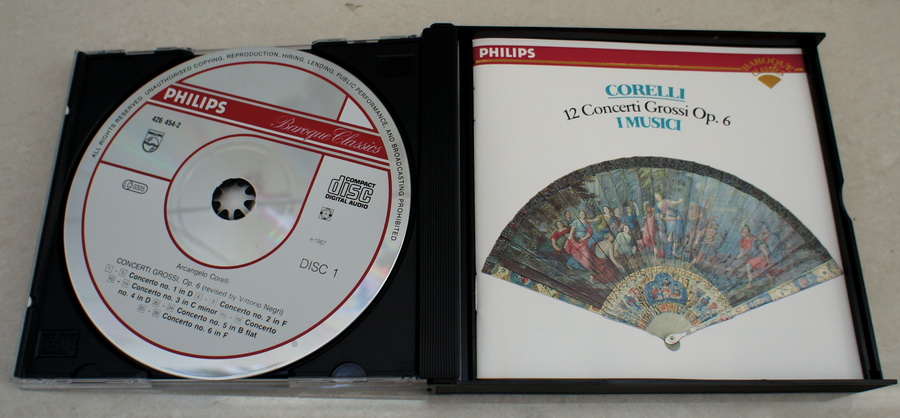 ALL RIGHTS RESERVED. UNAUTHORISED COPYING, REPRODUCTION, HIRING, LENDING, PUBLIC PERFORMANCE, AND BROADCASTING PROHIBITED
PHILIPS
Baroque Classics
426 454-2
PHILIPS
COMPACT
disc
DIGITAL AUDIO
Arcangelo Corelli
DISC 1
CONCERTI GROSSI, Op. 6 (revised by Vittorio Negri)
Concerto no. 1 in D
Concerto no. 2 in F
Concerto no. 3 in C minor
Concerto
no. 4 in D
Concerto no. 5 in B flat
Concerto no. 6 in F
PHILIPS
BAROQUE
CLASSICS
CORELLI
12 Concerti Grossi Op. 6
I MUSICI